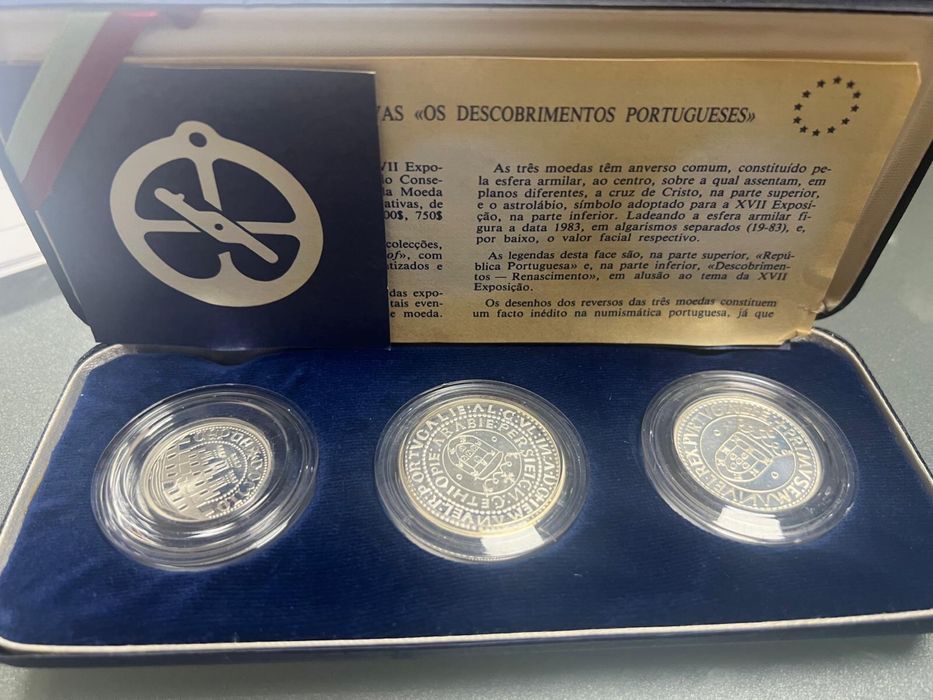 VAS «OS DESCOBRIMENTOS PORTUGUESES»
VII Expo-
o Conse-
a Moeda
ativas, de
00$, 750$
colecções,
of», com
tizados e
das expo-
tais even-
e moeda.
As três moedas têm anverso comum, constituído pe-
la esfera armilar, ao centro, sobre a qual assentam, em
planos diferentes, a cruz de Cristo, na parte superior,
e o astrolábio, símbolo adoptado para a XVII Exposi-
ção, na parte inferior. Ladeando a esfera armilar fi-
gura a data 1983, em algarismos separados (19-83), e,
por baixo, o valor facial respectivo.
As legendas desta face são, na parte superior, «Repú-
blica Portuguesa» e, na parte inferior, «Descobrimen-
tos — Renascimento», em alusão ao tema da XVII
Exposição.
Os desenhos dos reversos das três moedas constituem
um facto inédito na numismática portuguesa, já que